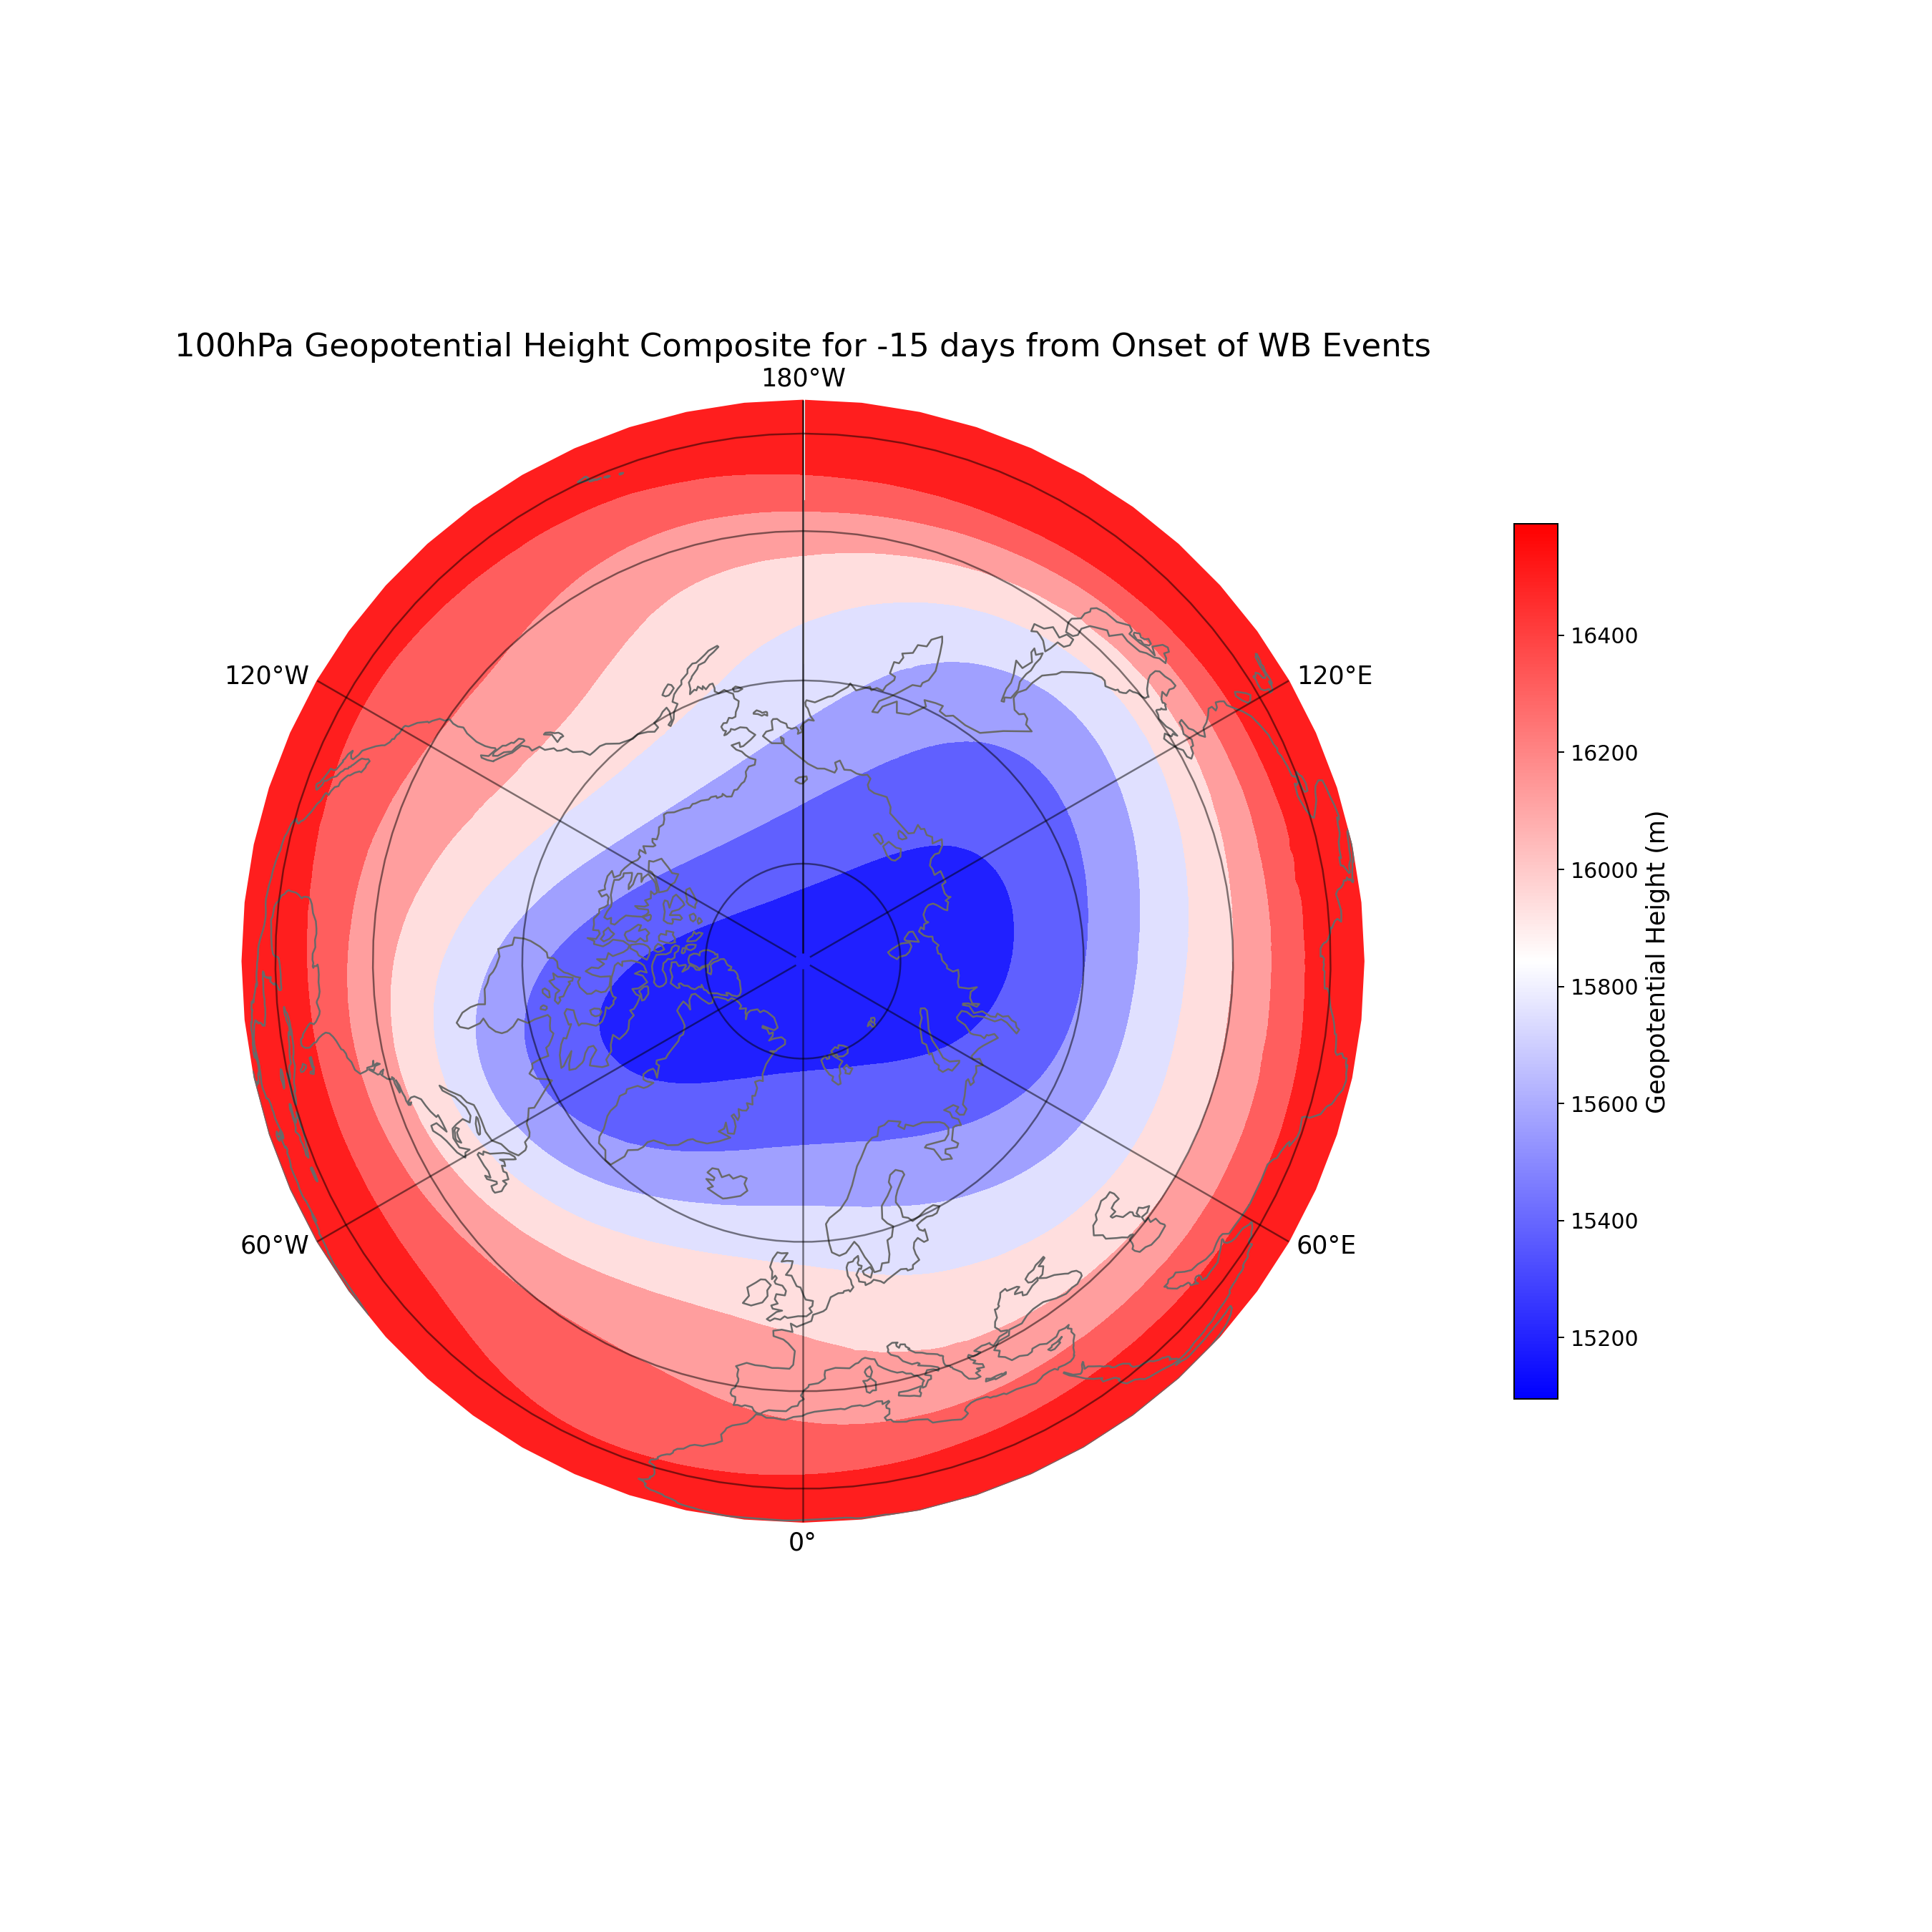 100hPa Geopotential Height Composite for -15 days from Onset of WB Events
180°W
120°W
120°E
60°W
60°E
0°
16400
16200
16000
15800
15600
15400
15200
Geopotential Height (m)